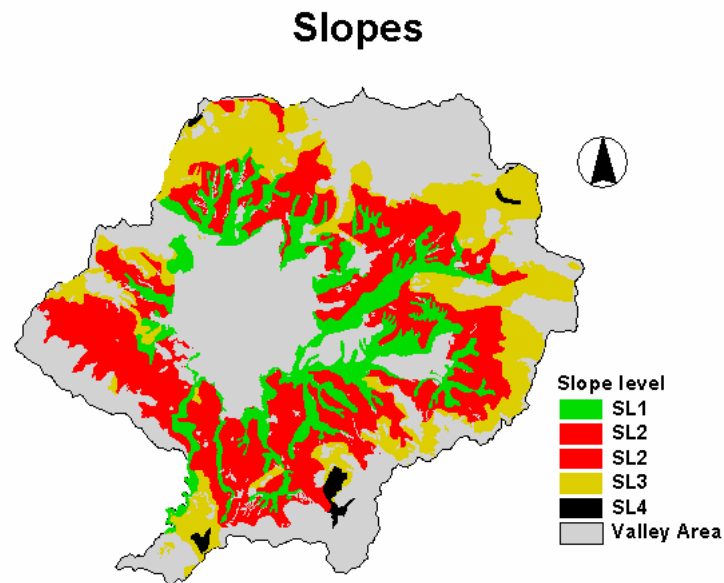 Slopes
Slope level
SL1
SL2
SL2
SL3
SL4
Valley Area